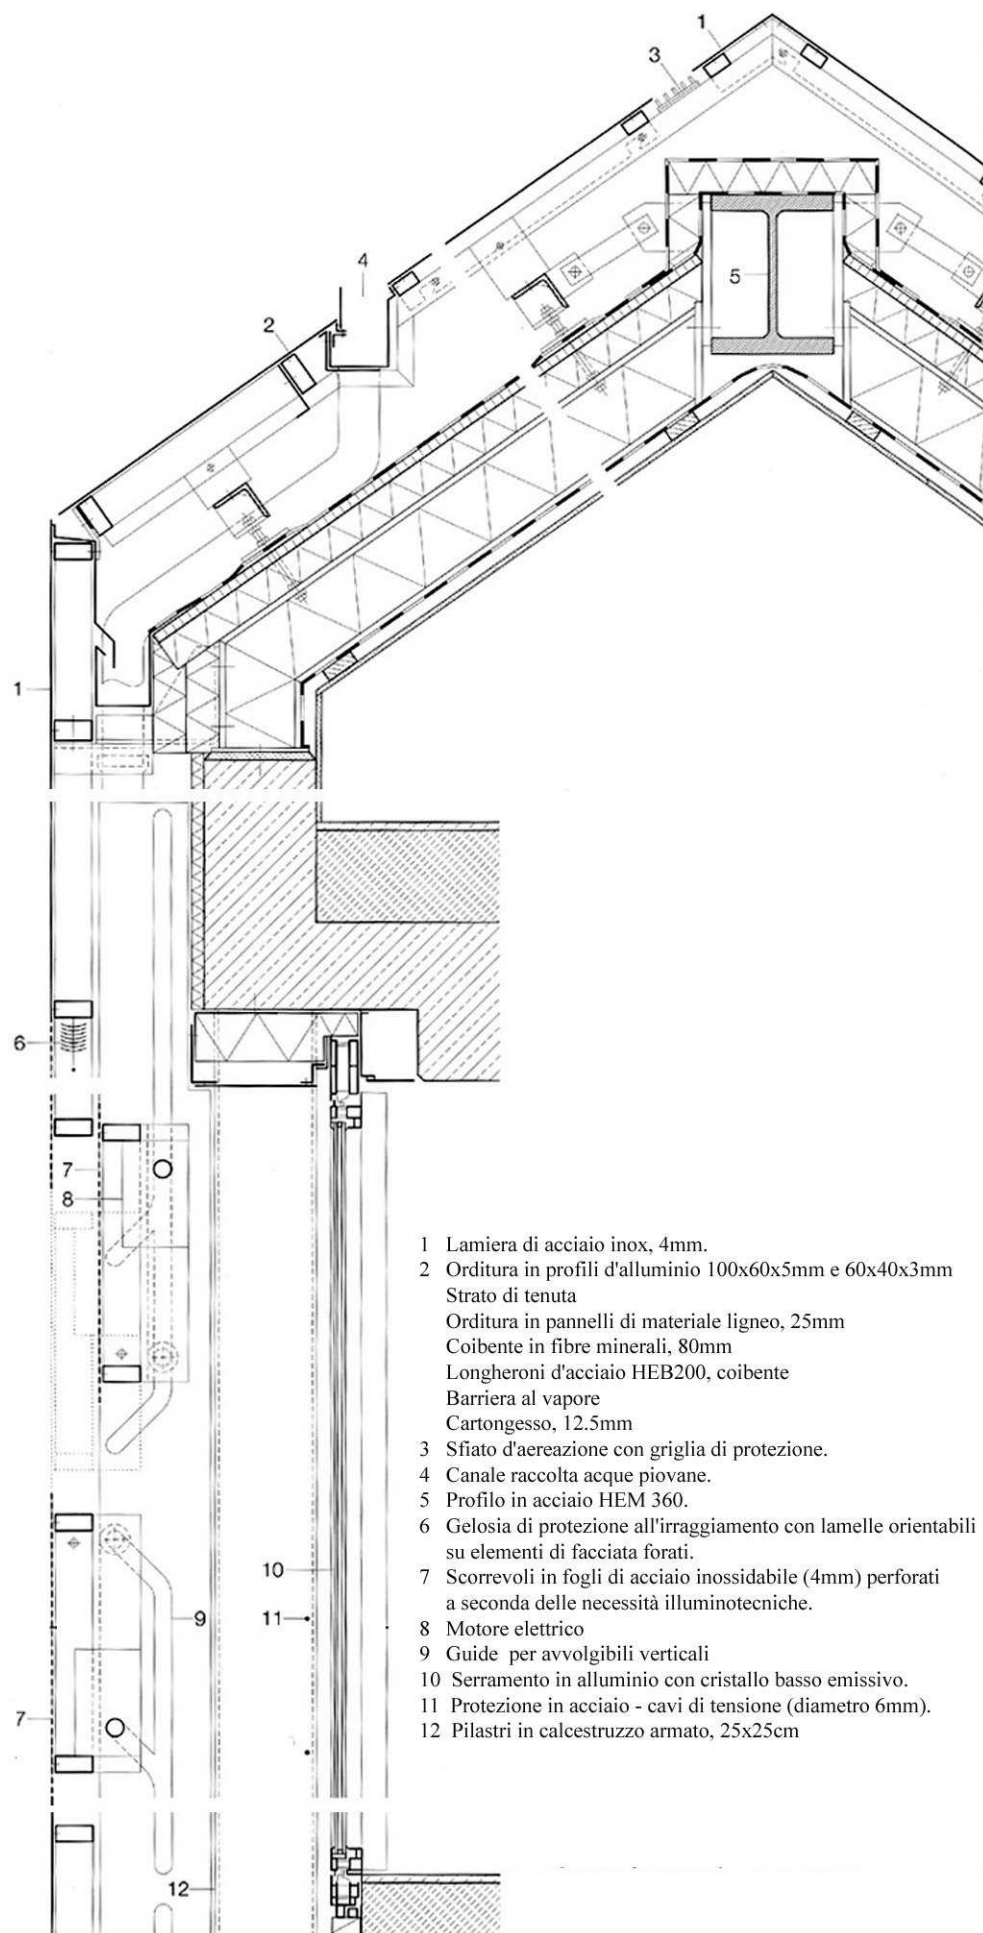 1
3
4
2
5
1
6
7
8
10
9
11
7
12
1 Lamiera di acciaio inox, 4mm.
2 Orditura in profili d'alluminio 100x60x5mm e 60x40x3mm
Strato di tenuta
Orditura in pannelli di materiale ligneo, 25mm
Coibente in fibre minerali, 80mm
Longheroni d'acciaio HEB200, coibente
Barriera al vapore
Cartongesso, 12.5mm
3 Sfiato d'aereazione con griglia di protezione.
4 Canale raccolta acque piovane.
5 Profilo in acciaio HEM 360.
6 Gelosia di protezione all'irraggiamento con lamelle orientabili
su elementi di facciata forati.
7 Scorrevoli in fogli di acciaio inossidabile (4mm) perforati
a seconda delle necessità illuminotecniche.
8 Motore elettrico
9 Guide per avvolgibili verticali
10 Serramento in alluminio con cristallo basso emissivo.
11 Protezione in acciaio - cavi di tensione (diametro 6mm).
12 Pilastri in calcestruzzo armato, 25x25cm